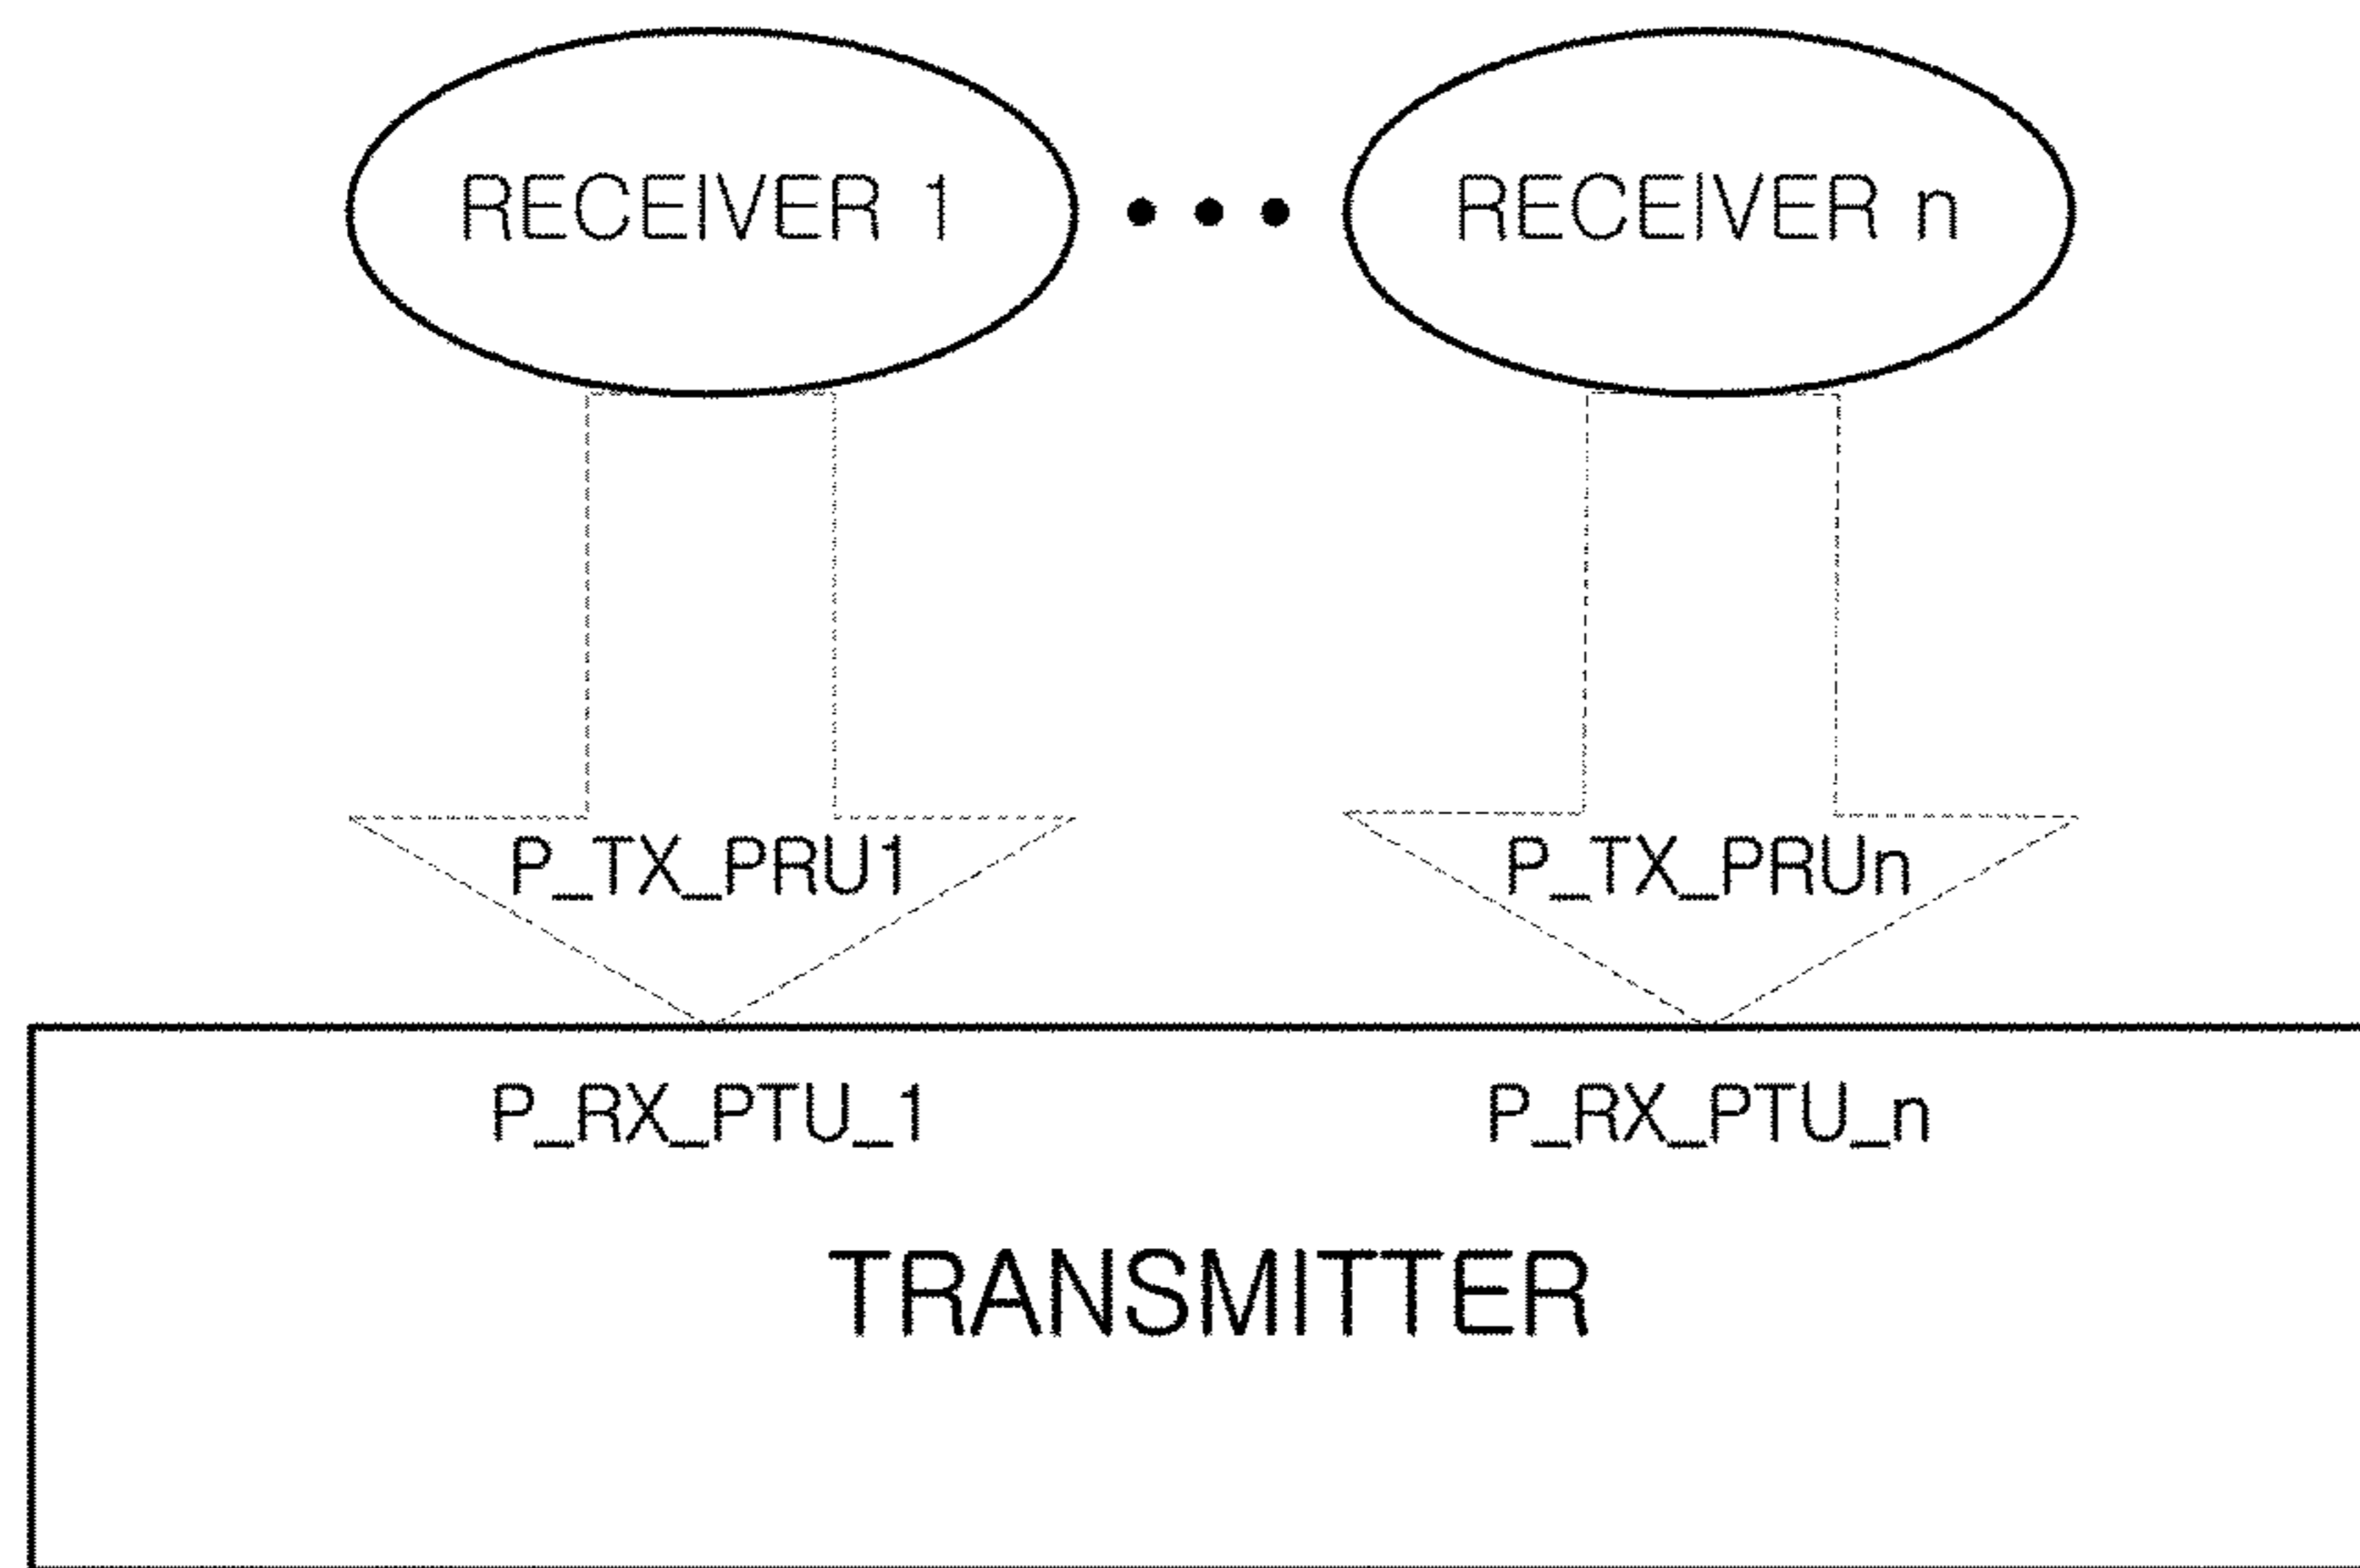 RECEIVER 1 ••• RECEIVER n
P_TX_PRU1 P_TX_PRUn
P_RX_PTU_1 P_RX_PTU_n
TRANSMITTER